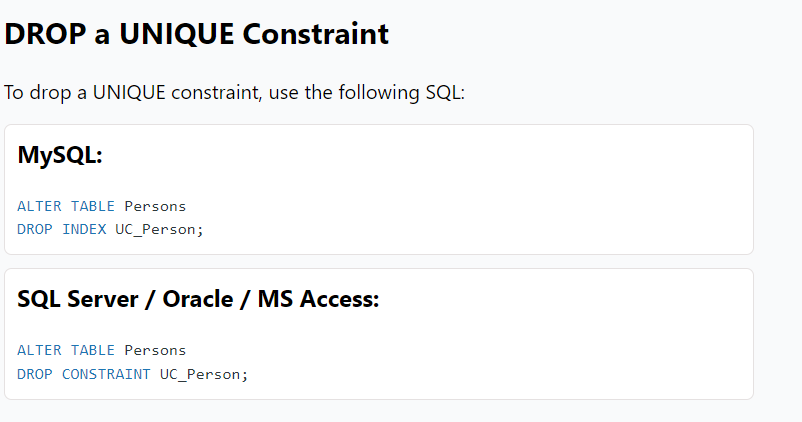 DROP a UNIQUE Constraint
To drop a UNIQUE constraint, use the following SQL:
MySQL:
ALTER TABLE Persons
DROP INDEX UC_Person;
SQL Server / Oracle / MS Access:
ALTER TABLE Persons
DROP CONSTRAINT UC_Person;